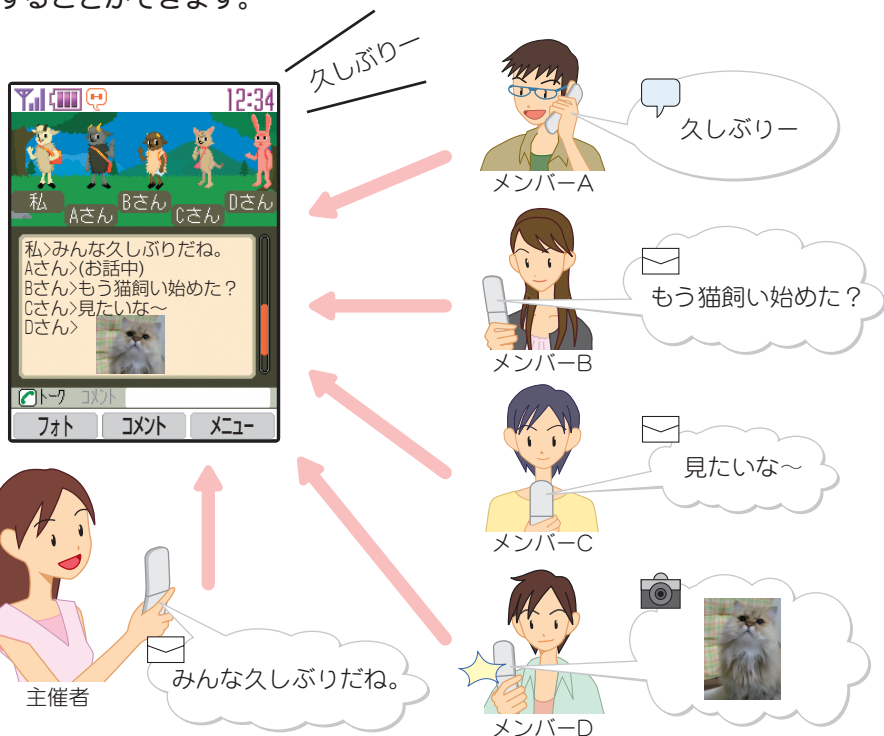 することができます。
久しぶりー
12:34
私
Aさん
Bさん
Cさん
Dさん
私>みんな久しぶりだね。
Aさん>(お話中)
Bさん>もう猫飼い始めた？
Cさん>見たいな～
Dさん>
トーク コメント
フォト コメント メニュー
久しぶりー
メンバーA
もう猫飼い始めた？
メンバーB
見たいな～
メンバーC
メンバーD
みんな久しぶりだね。
主催者